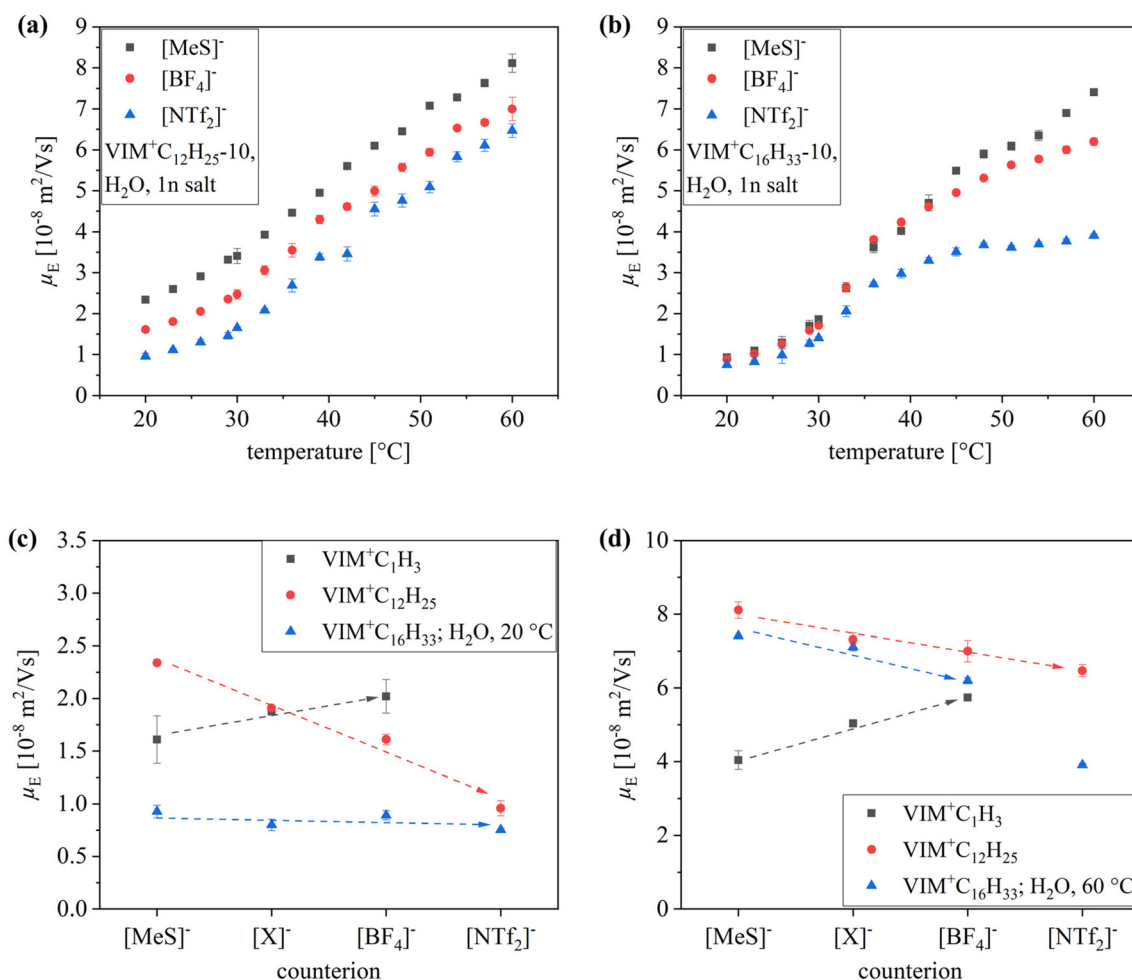 (a)
9
8
7
6
5
4
3
2
1
0
μE [10-8 m2/Vs]
[MeS]-
[BF4]-
[NTf2]-
VIM+C12H25-10,
H2O, 1n salt
20 30 40 50 60
temperature [°C]
(b)
9
8
7
6
5
4
3
2
1
0
μE [10-8 m2/Vs]
[MeS]-
[BF4]-
[NTf2]-
VIM+C16H33-10,
H2O, 1n salt
20 30 40 50 60
temperature [°C]
(c)
3.5
3.0
2.5
2.0
1.5
1.0
0.5
0.0
μE [10-8 m2/Vs]
VIM+C1H3
VIM+C12H25
VIM+C16H33; H2O, 20 °C
[MeS]- [X]- [BF4]- [NTf2]-
counterion
(d)
10
8
6
4
2
0
μE [10-8 m2/Vs]
VIM+C1H3
VIM+C12H25
VIM+C16H33; H2O, 60 °C
[MeS]- [X]- [BF4]- [NTf2]-
counterion